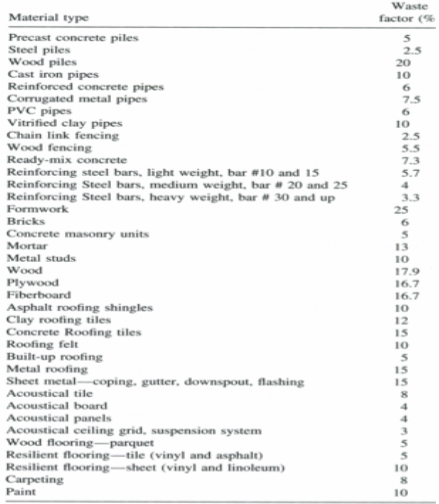 Waste
Material type factor (%
Precast concrete piles 5
Steel piles 2.5
Wood piles 20
Cast iron pipes 10
Reinforced concrete pipes 6
Corrugated metal pipes 7.5
PVC pipes 6
Vitrified clay pipes 10
Chain link fencing 2.5
Wood fencing 5.5
Ready-mix concrete 7.3
Reinforcing steel bars, light weight, bar #10 and 15 5.7
Reinforcing Steel bars, medium weight, bar # 20 and 25 4
Reinforcing Steel bars, heavy weight, bar # 30 and up 3.3
Formwork 25
Bricks 6
Concrete masonry units 5
Mortar 13
Metal studs 10
Wood 17.9
Plywood 16.7
Fiberboard 16.7
Asphalt roofing shingles 10
Clay roofing tiles 12
Concrete Roofing tiles 15
Roofing felt 10
Built-up roofing 5
Metal roofing 15
Sheet metal—coping, gutter, downspout, flashing 15
Acoustical tile 8
Acoustical board 4
Acoustical panels 4
Acoustical ceiling grid, suspension system 3
Wood flooring—parquet 5
Resilient flooring—tile (vinyl and asphalt) 5
Resilient flooring—sheet (vinyl and linoleum) 10
Carpeting 8
Paint 10